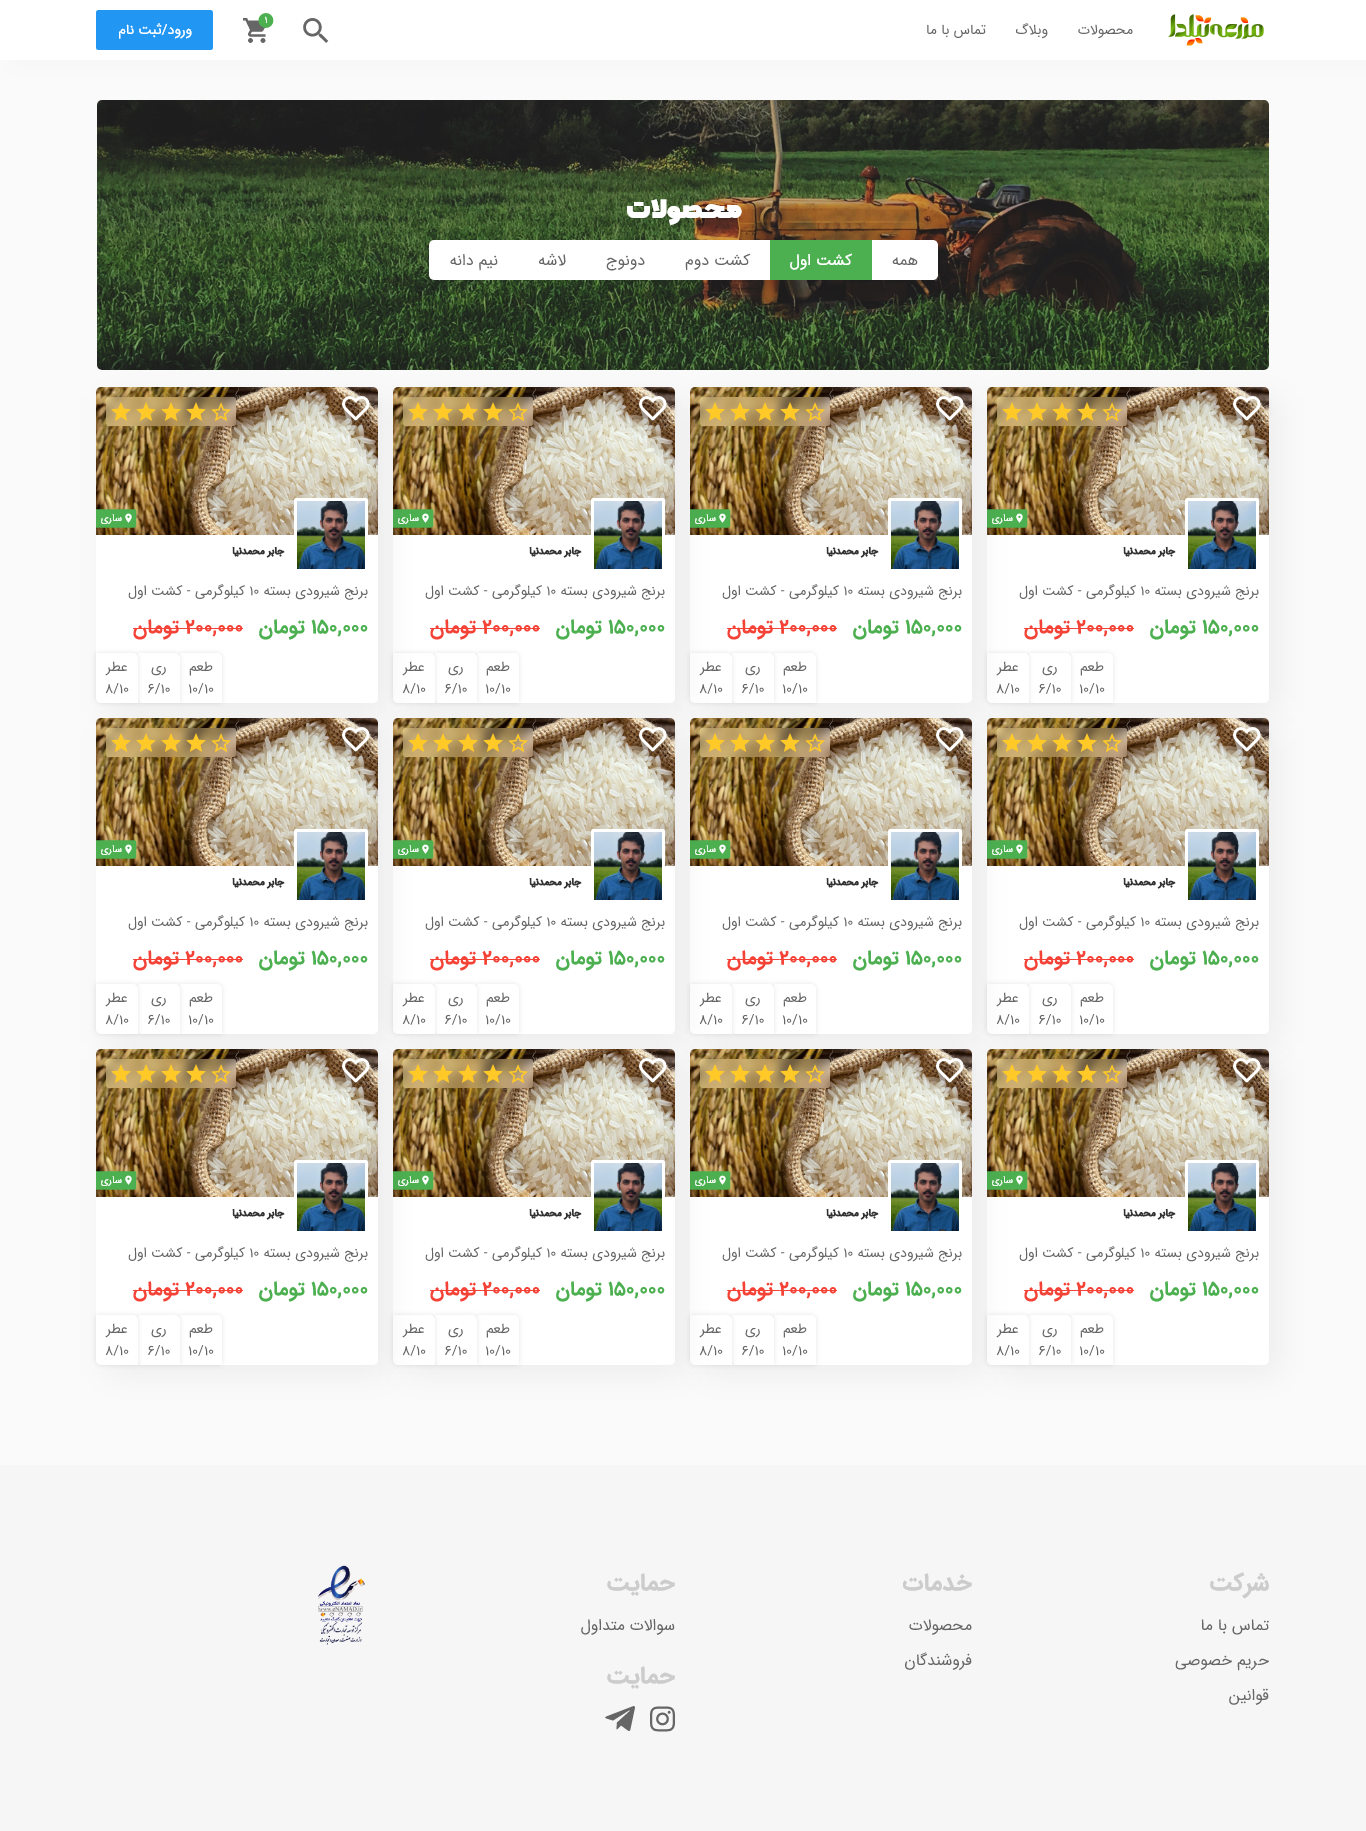 مزرعه تیلدا
محصولات وبلاگ تماس با ما
۱
ورود/ثبت نام
محصولات
همه کشت اول کشت دوم دونوج لاشه نیم دانه
ساری ساری ساری ساری
جابر محمدنیا جابر محمدنیا جابر محمدنیا جابر محمدنیا
برنج شیرودی بسته ۱۰ کیلوگرمی - کشت اول برنج شیرودی بسته ۱۰ کیلوگرمی - کشت اول برنج شیرودی بسته ۱۰ کیلوگرمی - کشت اول برنج شیرودی بسته ۱۰ کیلوگرمی - کشت اول
۱۵۰,۰۰۰ تومان ۲۰۰,۰۰۰ تومان ۱۵۰,۰۰۰ تومان ۲۰۰,۰۰۰ تومان ۱۵۰,۰۰۰ تومان ۲۰۰,۰۰۰ تومان ۱۵۰,۰۰۰ تومان ۲۰۰,۰۰۰ تومان
طعم ری عطر طعم ری عطر طعم ری عطر طعم ری عطر
۱۰/۱۰ ۶/۱۰ ۸/۱۰ ۱۰/۱۰ ۶/۱۰ ۸/۱۰ ۱۰/۱۰ ۶/۱۰ ۸/۱۰ ۱۰/۱۰ ۶/۱۰ ۸/۱۰
ساری ساری ساری ساری
جابر محمدنیا جابر محمدنیا جابر محمدنیا جابر محمدنیا
برنج شیرودی بسته ۱۰ کیلوگرمی - کشت اول برنج شیرودی بسته ۱۰ کیلوگرمی - کشت اول برنج شیرودی بسته ۱۰ کیلوگرمی - کشت اول برنج شیرودی بسته ۱۰ کیلوگرمی - کشت اول
۱۵۰,۰۰۰ تومان ۲۰۰,۰۰۰ تومان ۱۵۰,۰۰۰ تومان ۲۰۰,۰۰۰ تومان ۱۵۰,۰۰۰ تومان ۲۰۰,۰۰۰ تومان ۱۵۰,۰۰۰ تومان ۲۰۰,۰۰۰ تومان
طعم ری عطر طعم ری عطر طعم ری عطر طعم ری عطر
۱۰/۱۰ ۶/۱۰ ۸/۱۰ ۱۰/۱۰ ۶/۱۰ ۸/۱۰ ۱۰/۱۰ ۶/۱۰ ۸/۱۰ ۱۰/۱۰ ۶/۱۰ ۸/۱۰
ساری ساری ساری ساری
جابر محمدنیا جابر محمدنیا جابر محمدنیا جابر محمدنیا
برنج شیرودی بسته ۱۰ کیلوگرمی - کشت اول برنج شیرودی بسته ۱۰ کیلوگرمی - کشت اول برنج شیرودی بسته ۱۰ کیلوگرمی - کشت اول برنج شیرودی بسته ۱۰ کیلوگرمی - کشت اول
۱۵۰,۰۰۰ تومان ۲۰۰,۰۰۰ تومان ۱۵۰,۰۰۰ تومان ۲۰۰,۰۰۰ تومان ۱۵۰,۰۰۰ تومان ۲۰۰,۰۰۰ تومان ۱۵۰,۰۰۰ تومان ۲۰۰,۰۰۰ تومان
طعم ری عطر طعم ری عطر طعم ری عطر طعم ری عطر
۱۰/۱۰ ۶/۱۰ ۸/۱۰ ۱۰/۱۰ ۶/۱۰ ۸/۱۰ ۱۰/۱۰ ۶/۱۰ ۸/۱۰ ۱۰/۱۰ ۶/۱۰ ۸/۱۰
شرکت
تماس با ما
حریم خصوصی
قوانین
خدمات
محصولات
فروشندگان
حمایت
سوالات متداول
حمایت